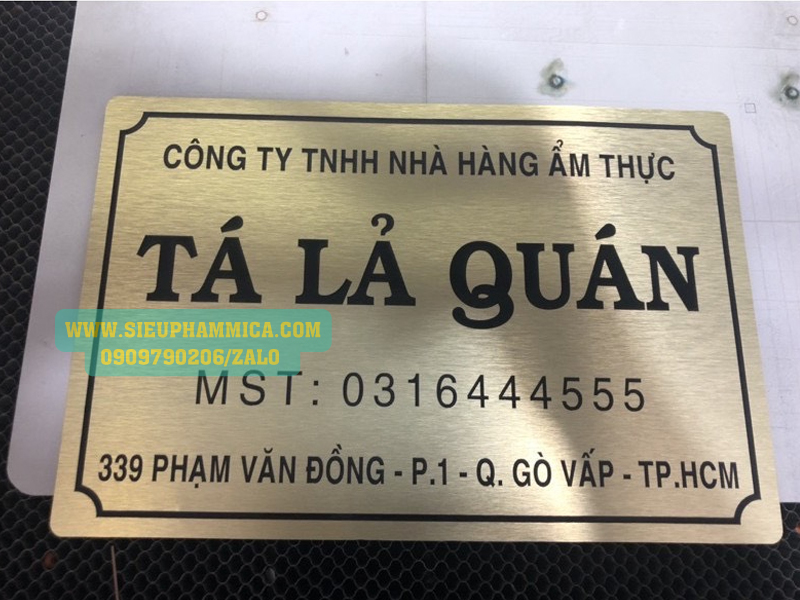 CÔNG TY TNHH NHÀ HÀNG ẨM THỰC
TÁ LẢ QUÁN
WWW.SIEUPHAMMICA.COM
0909790206/ZALO
MST: 0316444555
339 PHẠM VĂN ĐỒNG - P.1 - Q. GÒ VẤP - TP.HCM